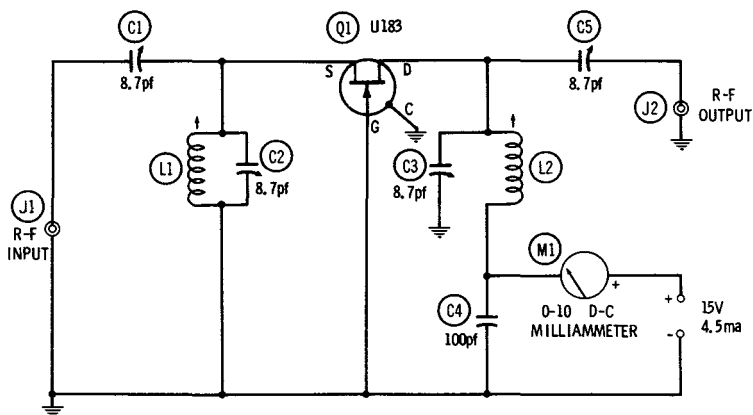 C1
8.7pf
Q1 U183
S
D
C
G
C5
8.7pf
J2
R-F
OUTPUT
L1
C2
8.7pf
C3
8.7pf
L2
J1
R-F
INPUT
M1
+
0-10 D-C
MILLIAMMETER
C4
100pf
+
15V
4.5ma
-